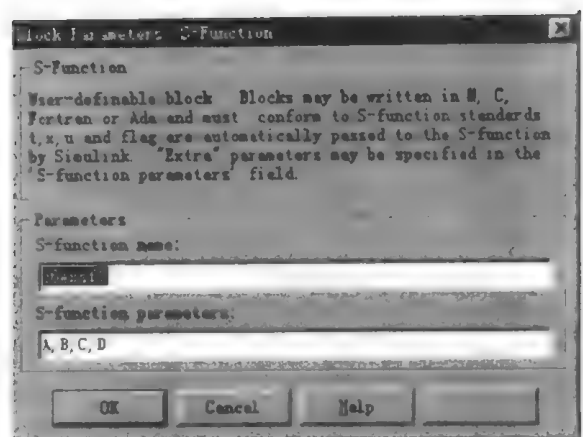 Block Parameters: S-Function
S-Function
User-definable block Blocks may be written in M, C,
Fortran or Ada and must conform to S-function standards
t,x,u and flag are automatically passed to the S-function
by Simulink. "Extra" parameters may be specified in the
'S-function parameters' field.
Parameters
S-function name:
S-function parameters:
A, B, C, D
OK
Cancel
Help